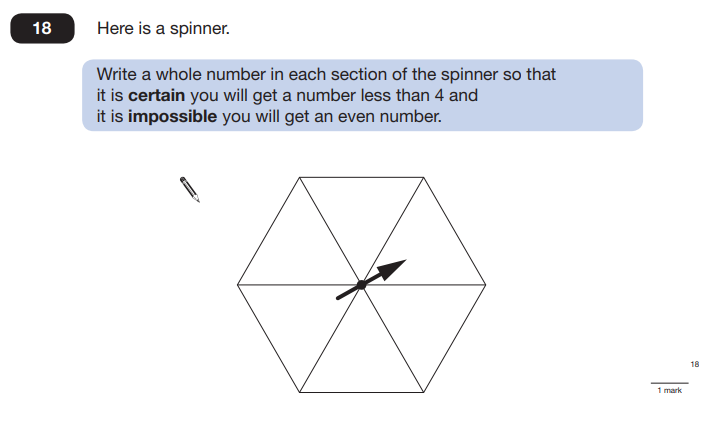 18
Here is a spinner.
Write a whole number in each section of the spinner so that
it is certain you will get a number less than 4 and
it is impossible you will get an even number.
18
1 mark